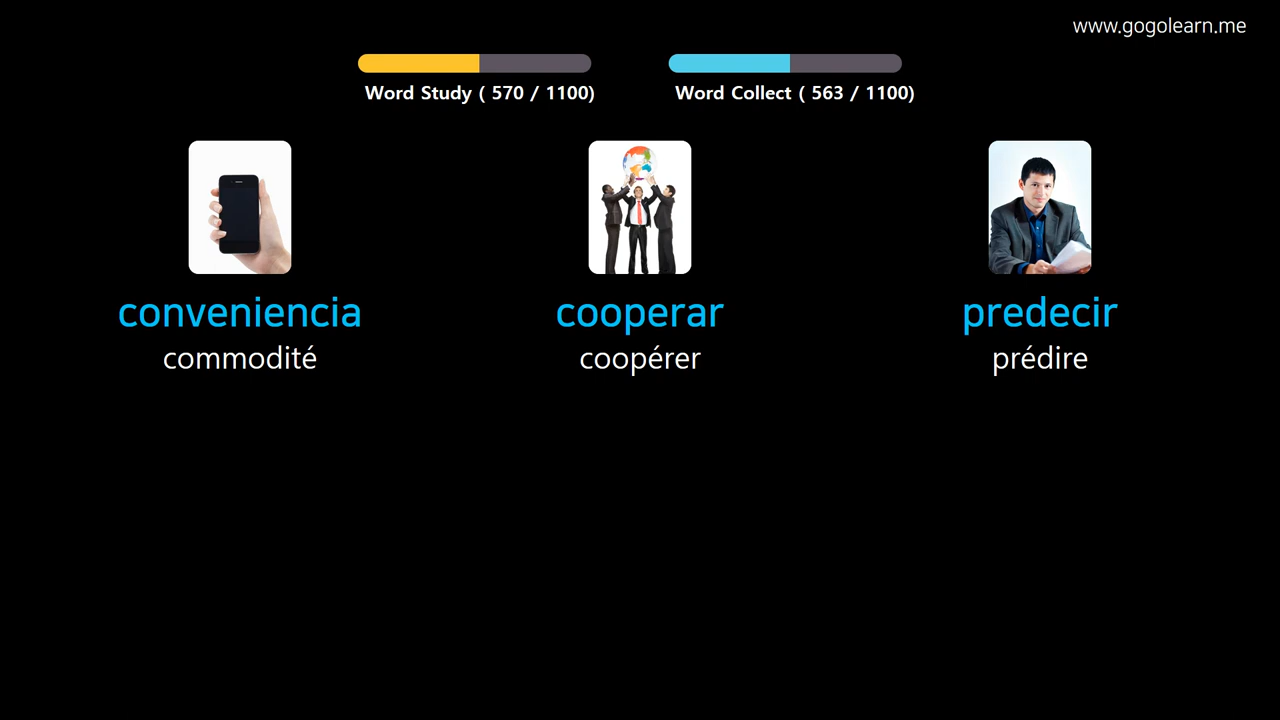 www.gogolearn.me
Word Study ( 570 / 1100)
Word Collect ( 563 / 1100)
conveniencia
commodité
cooperar
coopérer
predecir
prédire